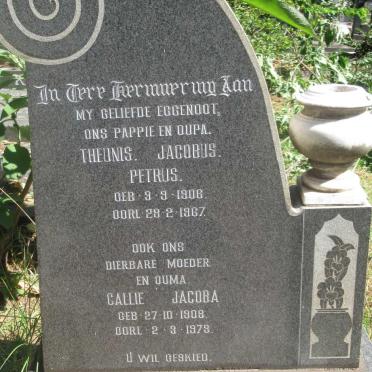 In Tere Herinnering Aan
MY GELIEFDE EGGENOOT,
ONS PAPPIE EN OUPA.
THEUNIS. JACOBUS.
PETRUS.
GEB 9-9-1906.
OORL 28-2-1967.
OOK ONS
DIERBARE MOEDER
EN OUMA
CALLIE JACOBA
GEB 27-10-1908.
OORL 2-3-1979.
U WIL GESKIED.